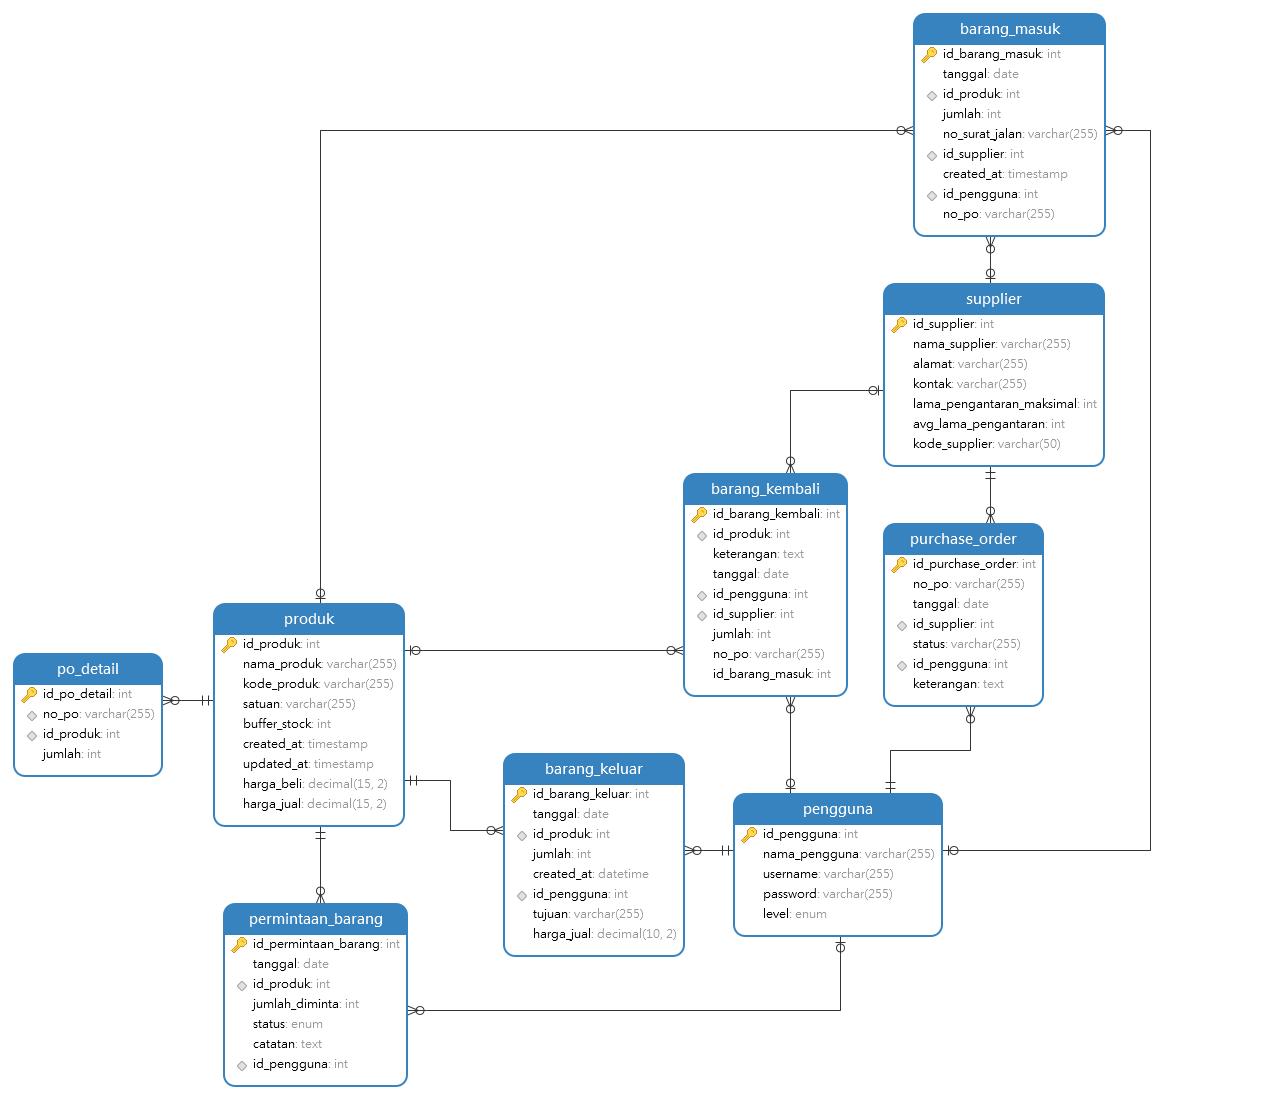 barang_masuk
id_barang_masuk: int
tanggal: date
id_produk: int
jumlah: int
no_surat_jalan: varchar(255)
id_supplier: int
created_at: timestamp
id_pengguna: int
no_po: varchar(255)
supplier
id_supplier: int
nama_supplier: varchar(255)
alamat: varchar(255)
kontak: varchar(255)
lama_pengantaran_maksimal: int
avg_lama_pengantaran: int
kode_supplier: varchar(50)
barang_kembali
id_barang_kembali: int
id_produk: int
keterangan: text
tanggal: date
id_pengguna: int
id_supplier: int
jumlah: int
no_po: varchar(255)
id_barang_masuk: int
purchase_order
id_purchase_order: int
no_po: varchar(255)
tanggal: date
id_supplier: int
status: varchar(255)
id_pengguna: int
keterangan: text
produk
id_produk: int
nama_produk: varchar(255)
kode_produk: varchar(255)
satuan: varchar(255)
buffer_stock: int
created_at: timestamp
updated_at: timestamp
harga_beli: decimal(15, 2)
harga_jual: decimal(15, 2)
po_detail
id_po_detail: int
no_po: varchar(255)
id_produk: int
jumlah: int
barang_keluar
id_barang_keluar: int
tanggal: date
id_produk: int
jumlah: int
created_at: datetime
id_pengguna: int
tujuan: varchar(255)
harga_jual: decimal(10, 2)
pengguna
id_pengguna: int
nama_pengguna: varchar(255)
username: varchar(255)
password: varchar(255)
level: enum
permintaan_barang
id_permintaan_barang: int
tanggal: date
id_produk: int
jumlah_diminta: int
status: enum
catatan: text
id_pengguna: int